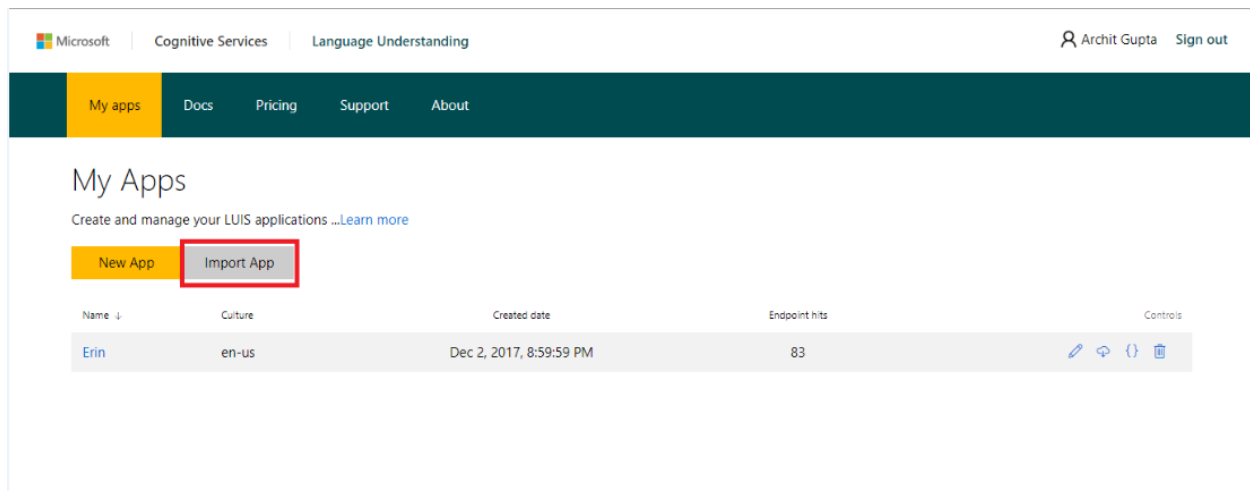 Microsoft Cognitive Services Language Understanding Archit Gupta Sign out
My apps Docs Pricing Support About
My Apps
Create and manage your LUIS applications ...Learn more
New App Import App
Name ↓ Culture Created date Endpoint hits Controls
Erin en-us Dec 2, 2017, 8:59:59 PM 83 {}